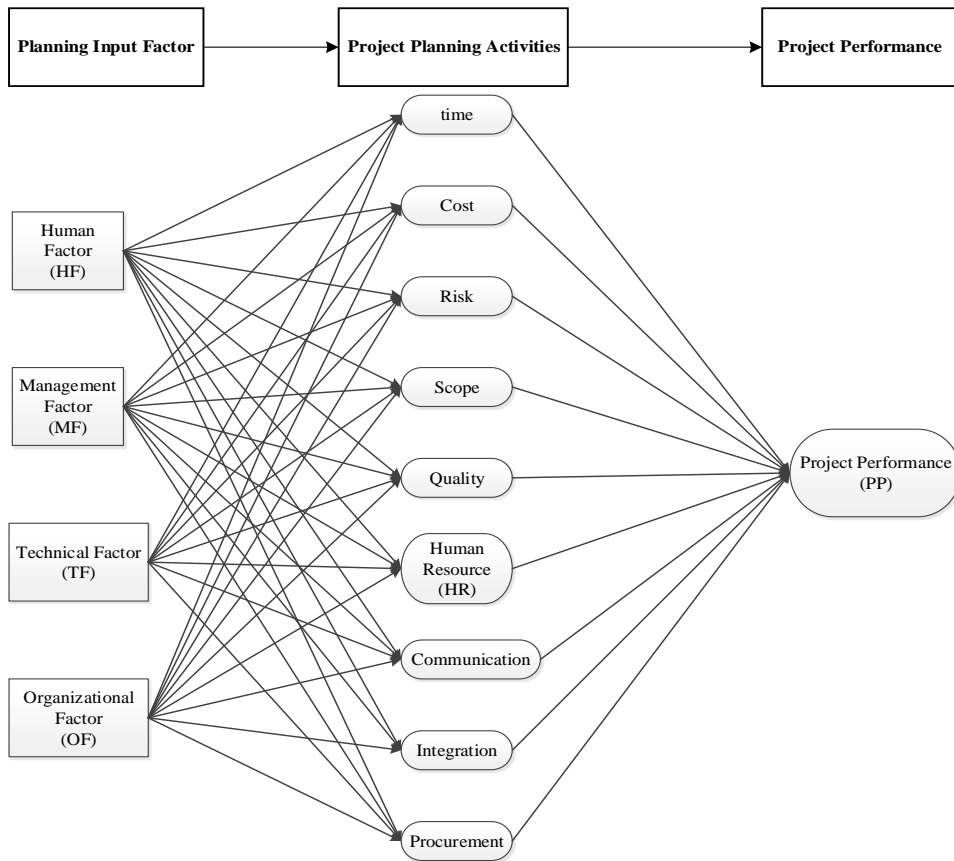 Planning Input Factor
Project Planning Activities
Project Performance
time
Cost
Human
Factor
(HF)
Risk
Management
Factor
(MF)
Scope
Quality
Project Performance
(PP)
Technical Factor
(TF)
Human
Resource
(HR)
Communication
Organizational
Factor
(OF)
Integration
Procurement